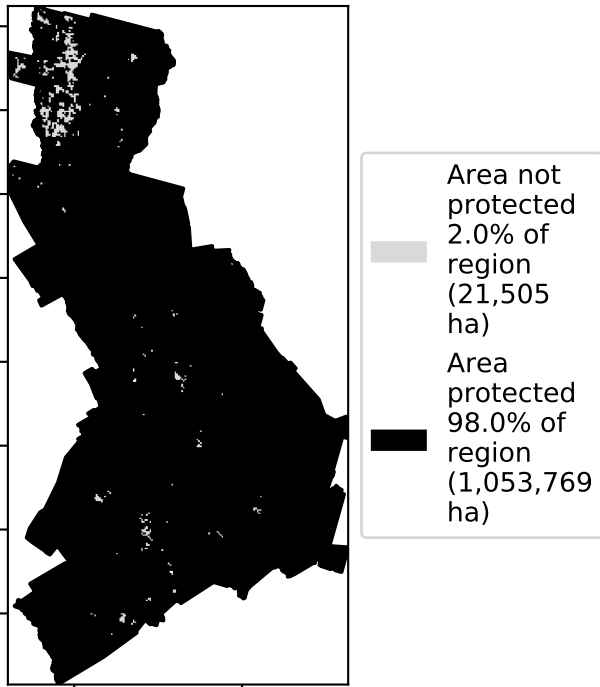 Area not
protected
2.0% of
region
(21,505
ha)
Area
protected
98.0% of
region
(1,053,769
ha)